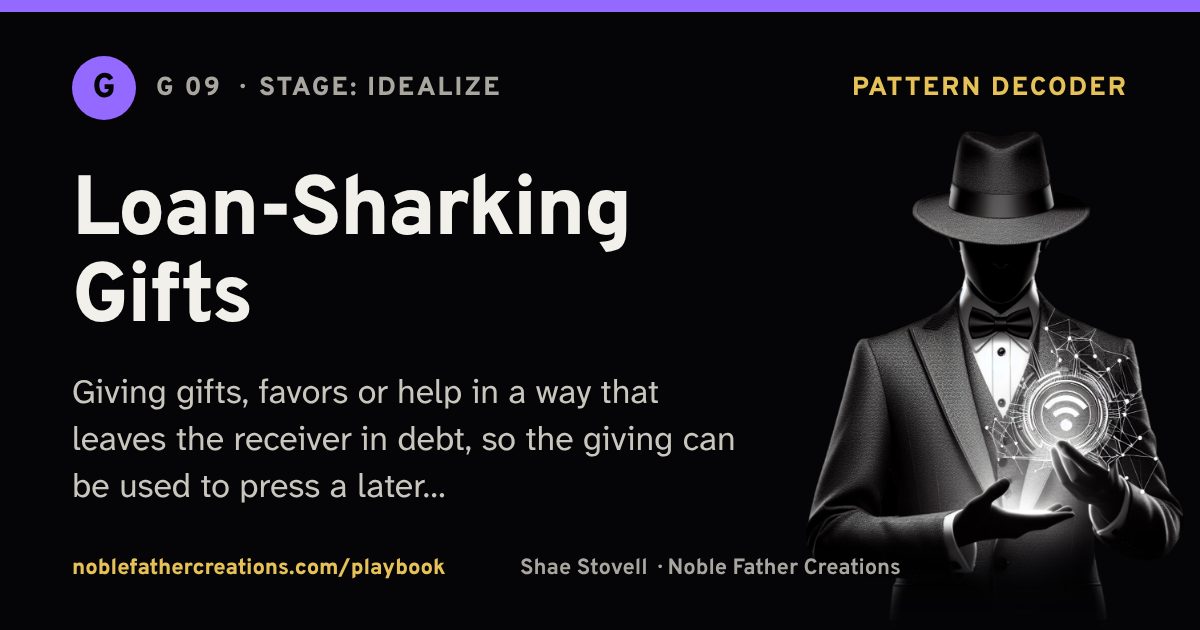 G
G 09 · STAGE: IDEALIZE
PATTERN DECODER
Loan-Sharking
Gifts
Giving gifts, favors or help in a way that
leaves the receiver in debt, so the giving can
be used to press a later...
noblefathercreations.com/playbook
Shae Stovell · Noble Father Creations